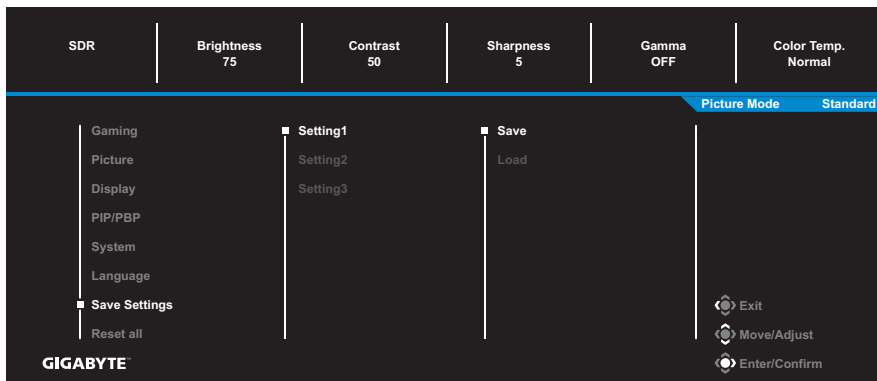 SDR
Brightness
75
Contrast
50
Sharpness
5
Gamma
OFF
Color Temp.
Normal
Picture Mode Standard
Gaming
Picture
Display
PIP/PBP
System
Language
Save Settings
Reset all
Setting1
Setting2
Setting3
Save
Load
Exit
Move/Adjust
Enter/Confirm
GIGABYTE™